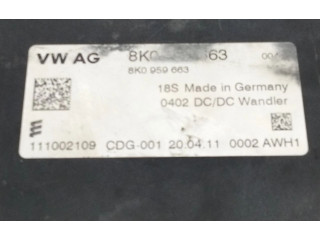 VW AG
8K0 959 663
18S Made in Germany
0402 DC/DC Wandler
111002109 CDG-001 20.04.11 0002 AWH1